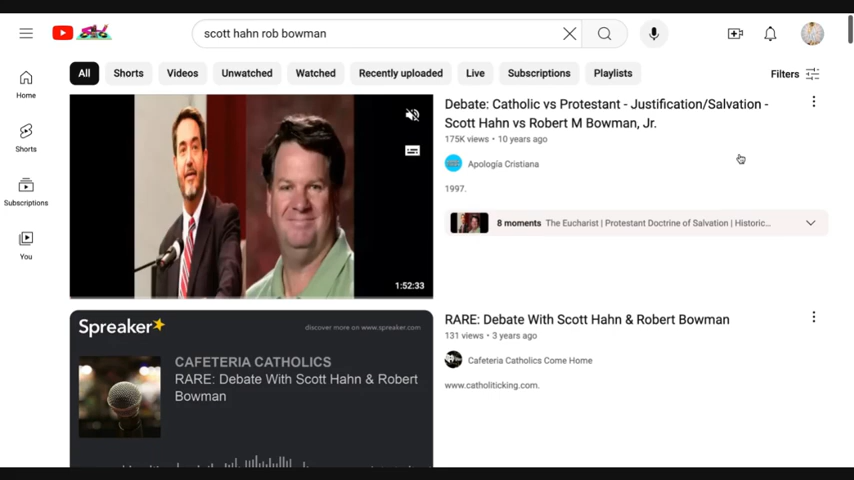 scott hahn rob bowman
All
Shorts
Videos
Unwatched
Watched
Recently uploaded
Live
Subscriptions
Playlists
Filters
Home
Shorts
Subscriptions
You
1:52:33
Debate: Catholic vs Protestant - Justification/Salvation -
Scott Hahn vs Robert M Bowman, Jr.
175K views • 10 years ago
Apología Cristiana
1997.
8 moments The Eucharist | Protestant Doctrine of Salvation | Historic...
Spreaker
discover more on www.spreaker.com
CAFETERIA CATHOLICS
RARE: Debate With Scott Hahn & Robert
Bowman
RARE: Debate With Scott Hahn & Robert Bowman
131 views • 3 years ago
Cafeteria Catholics Come Home
www.catholiticking.com.